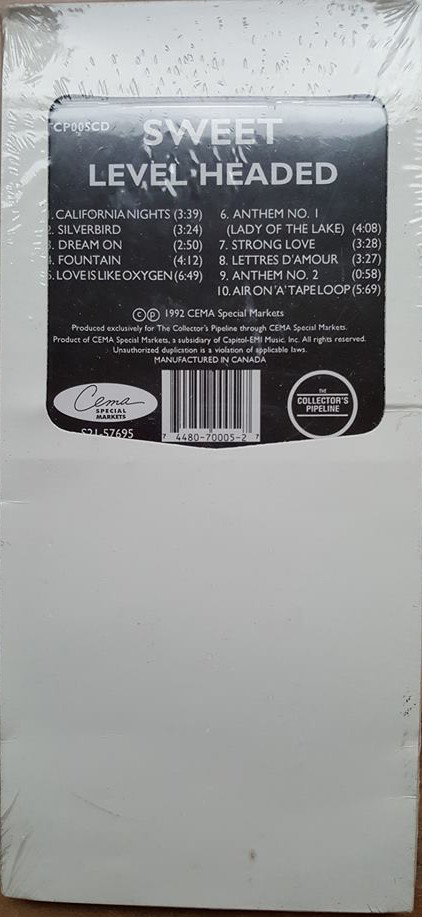 CP005CD
SWEET
LEVEL HEADED
1. CALIFORNIA NIGHTS (3:39)
2. SILVERBIRD (3:24)
3. DREAM ON (2:50)
4. FOUNTAIN (4:12)
5. LOVE IS LIKE OXYGEN (6:49)
6. ANTHEM NO. 1
(LADY OF THE LAKE) (4:08)
7. STRONG LOVE (3:28)
8. LETTRES D'AMOUR (3:27)
9. ANTHEM NO. 2 (0:58)
10. AIR ON 'A' TAPE LOOP (5:69)
© ℗ 1992 CEMA Special Markets
Produced exclusively for The Collector's Pipeline through CEMA Special Markets.
Product of CEMA Special Markets, a susidiary of Capitol-EMI Music. Inc. All rights reserved.
Unauthorized duplication is a violation of applicable laws.
MANUFACTURED IN CANADA
Cema
SPECIAL
MARKETS
S21-57695
7 4480-70005-2 7
THE
COLLECTOR'S
PIPELINE